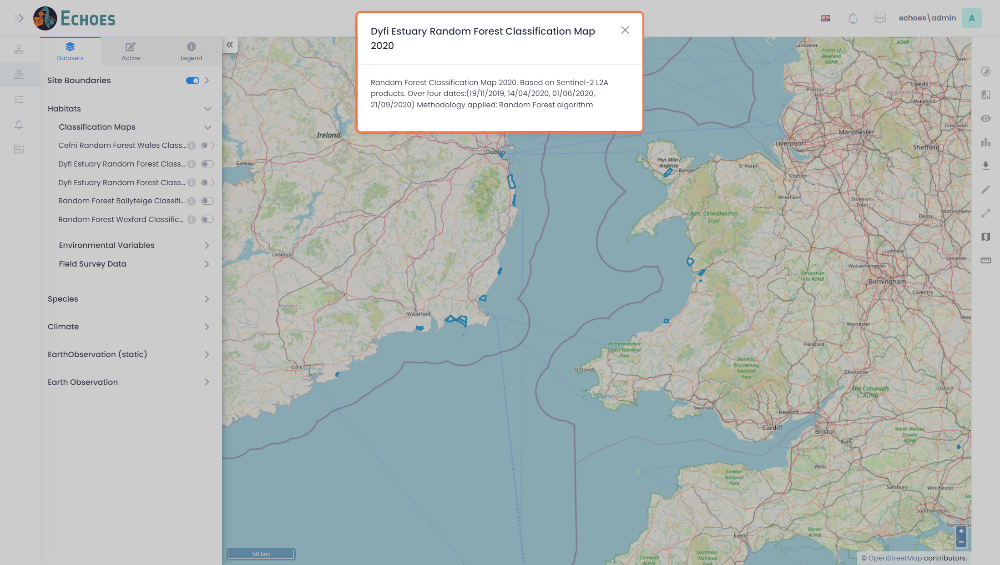 ECHOES
echoes\admin
A
Dyfi Estuary Random Forest Classification Map
2020
Random Forest Classification Map 2020. Based on Sentinel-2 L2A
products. Over four dates:(19/11/2019, 14/04/2020, 01/06/2020,
21/09/2020) Methodology applied: Random Forest algorithm
Datasets
Active
Legend
Site Boundaries
Habitats
Classification Maps
Cefni Random Forest Wales Class...
Dyfi Estuary Random Forest Class...
Dyfi Estuary Random Forest Class...
Random Forest Ballyteige Classifi...
Random Forest Wexford Classific...
Environmental Variables
Field Survey Data
Species
Climate
EarthObservation (static)
Earth Observation
Connacht
Ireland
Galway
Dublin
Leinster
Limerick
Munster
Waterford
Cork
Lancaster
Forest of
Bowland
AONB
AONB
York
Leeds
Preston
West Yorkshire
Wakefield
Doncaster
Manchester
Liverpool
Sheffield
Ynys Môn /
Anglesey
Bangor
St Asaph
Chester
Wrexham
Stoke-on-
Trent
Nottingham
Derby
Parc Cenedlaethol
Eryri
Lichfield
Leicester
Wolverhampton
Shropshire
Hills AONB
Birmingham
Coventry
Worcester
Hereford
Pembrokeshire
Coast National
Park
St Davids
Bannau
Brycheiniog
National
Park
Gloucester
The Cotswolds
AONB
Oxford
Swansea
Newport
Cardiff
Bristol
Bath
North Wessex
Downs
AONB
Wells
Exmoor
National
Park
Salisbury
Winchester
Southampton
Portsmout
Dorset
AONB
Exeter
Dartmoor
National
Park
Cornwall
AONB
50 km
+
−
© OpenStreetMap contributors.